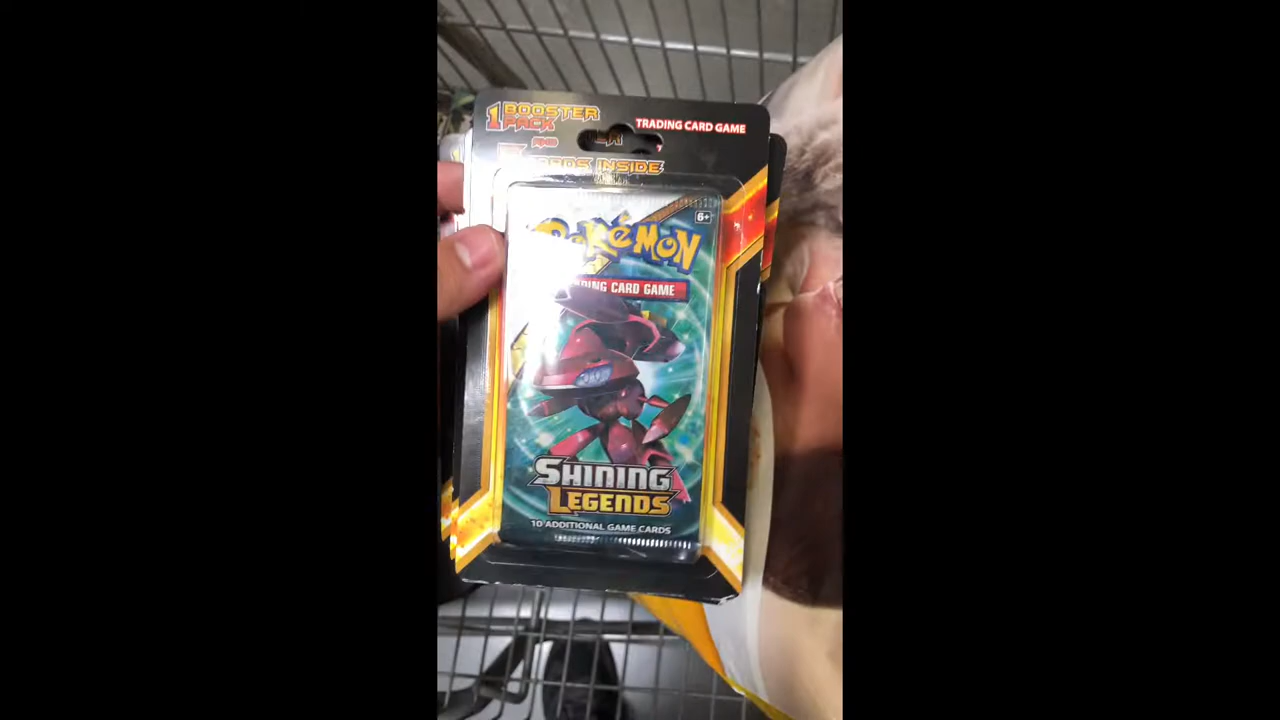 1 BOOSTER
PACK
TRADING CARD GAME
INSIDE
6+
POKéMON
CARD GAME
SHINING
LEGENDS
10 ADDITIONAL GAME CARDS